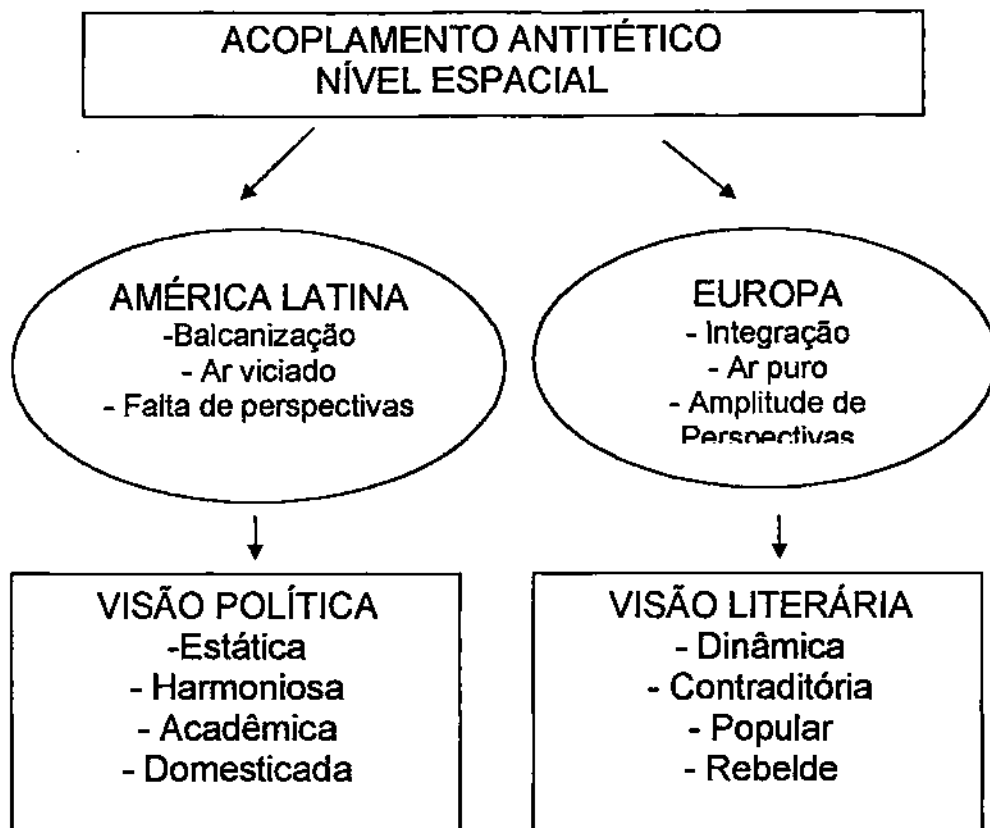 ACOPLAMENTO ANTITÉTICO
NÍVEL ESPACIAL
AMÉRICA LATINA
-Balcanização
- Ar viciado
- Falta de perspectivas
EUROPA
- Integração
- Ar puro
- Amplitude de
Perspectivas
VISÃO POLÍTICA
-Estática
- Harmoniosa
- Acadêmica
- Domesticada
VISÃO LITERÁRIA
- Dinâmica
- Contraditória
- Popular
- Rebelde